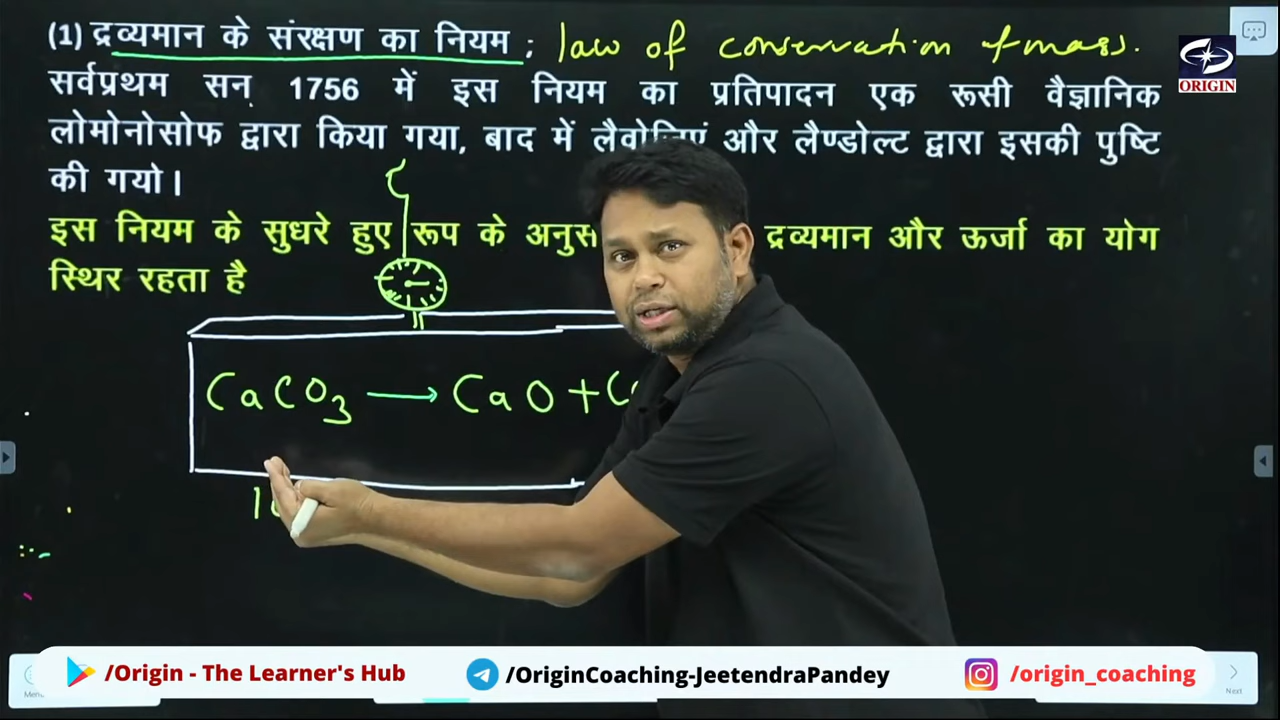 (1) द्रव्यमान के संरक्षण का नियम ; law of conservation of mass.
ORIGIN
सर्वप्रथम सन् 1756 में इस नियम का प्रतिपादन एक रूसी वैज्ञानिक
लोमोनोसोफ द्वारा किया गया, बाद में और लैण्डोल्ट द्वारा इसकी पुष्टि
की गयी।
इस नियम के सुधरे हुए रूप के द्रव्यमान और ऊर्जा का योग
स्थिर रहता है
CaCO3 → CaO +
/Origin - The Learner's Hub
/OriginCoaching-JeetendraPandey
/origin_coaching
Next